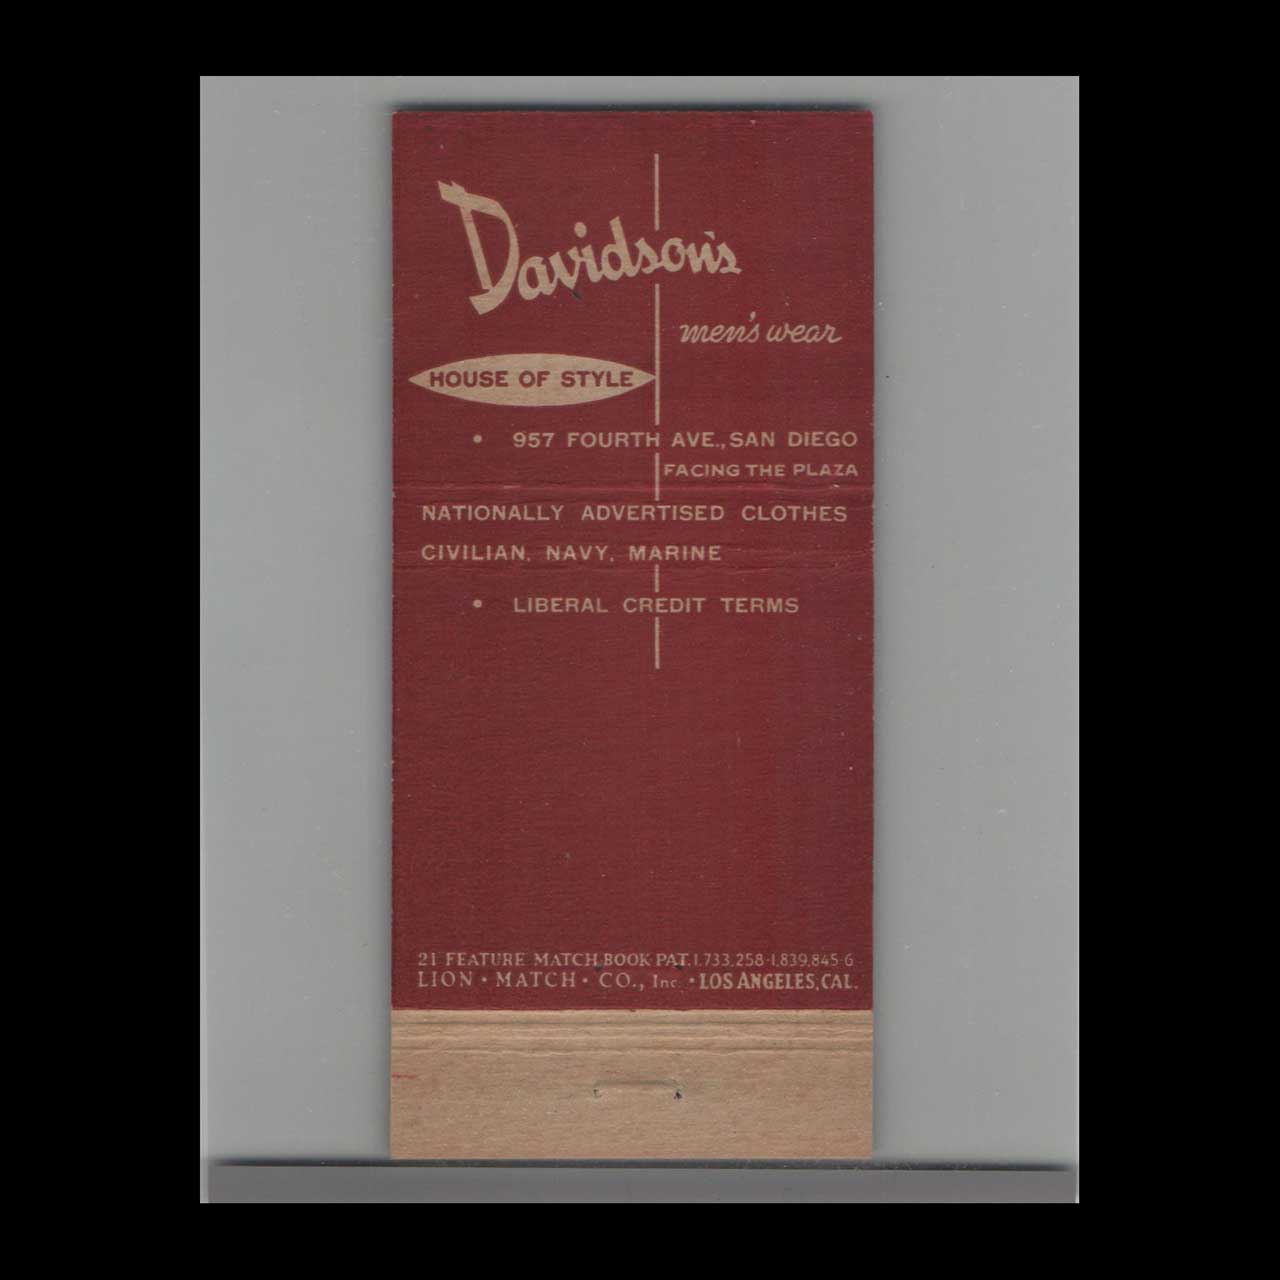 Davidson's
men's wear
HOUSE OF STYLE
• 957 FOURTH AVE., SAN DIEGO
FACING THE PLAZA
NATIONALLY ADVERTISED CLOTHES
CIVILIAN, NAVY, MARINE
• LIBERAL CREDIT TERMS
21 FEATURE MATCH BOOK PAT. 1,733,258-1,839,845-6
LION • MATCH • CO., Inc. • LOS ANGELES, CAL.